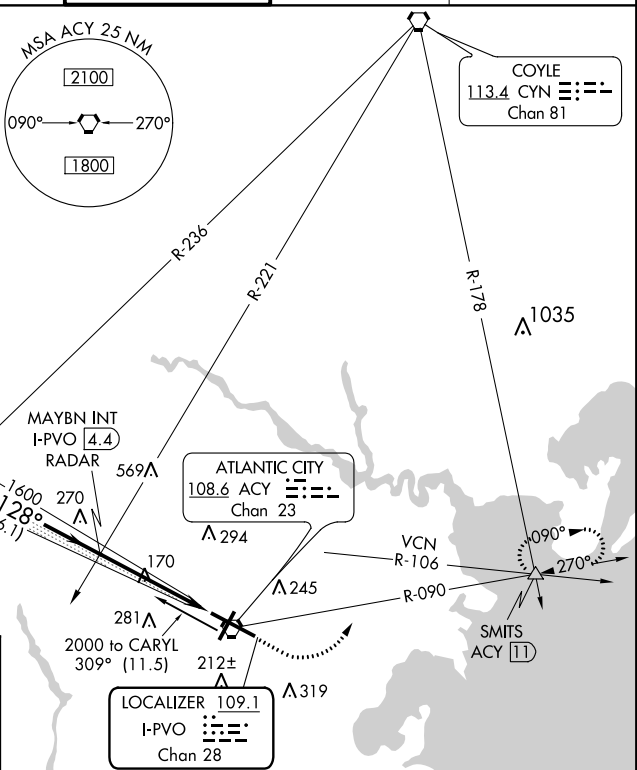 MSA ACY 25 NM
2100
090°
270°
1800
COYLE
113.4 CYN
Chan 81
R-236
R-221
R-178
1035
MAYBN INT
I-PVO 4.4
RADAR
569
ATLANTIC CITY
108.6 ACY
Chan 23
1600
128°
270
294
170
VCN
R-106
090°
270°
245
R-090
281
2000 to CARYL
309° (11.5)
SMITS
ACY 11
212±
319
LOCALIZER 109.1
I-PVO
Chan 28